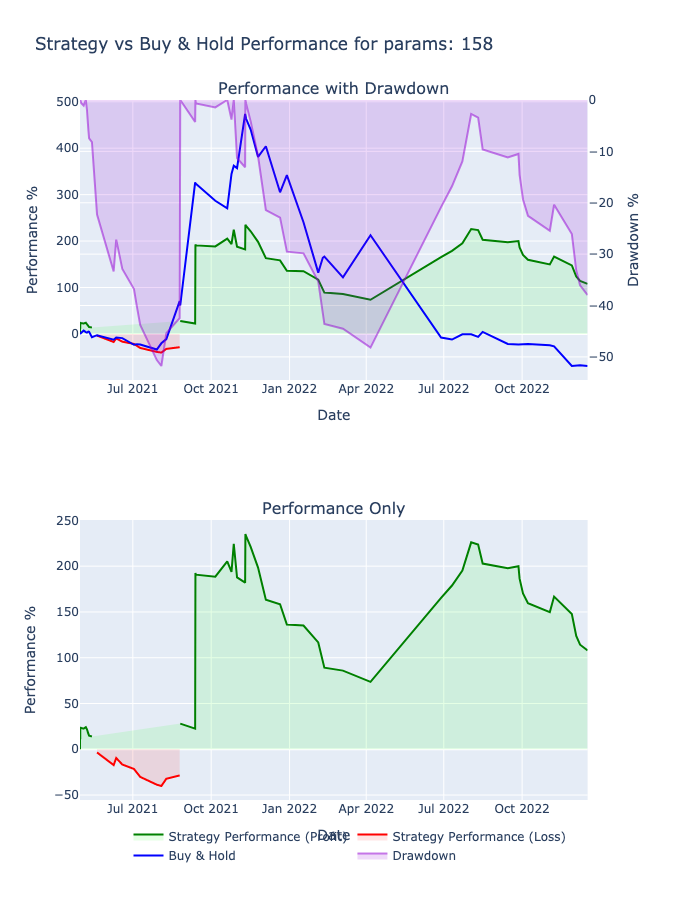 Strategy vs Buy & Hold Performance for params: 158
Performance with Drawdown
500
400
300
200
100
0
Performance %
0
−10
−20
−30
−40
−50
Drawdown %
Jul 2021 Oct 2021 Jan 2022 Apr 2022 Jul 2022 Oct 2022
Date
Performance Only
250
200
150
100
50
0
−50
Performance %
Jul 2021 Oct 2021 Jan 2022 Apr 2022 Jul 2022 Oct 2022
Date
Strategy Performance (Profit) Strategy Performance (Loss)
Buy & Hold Drawdown